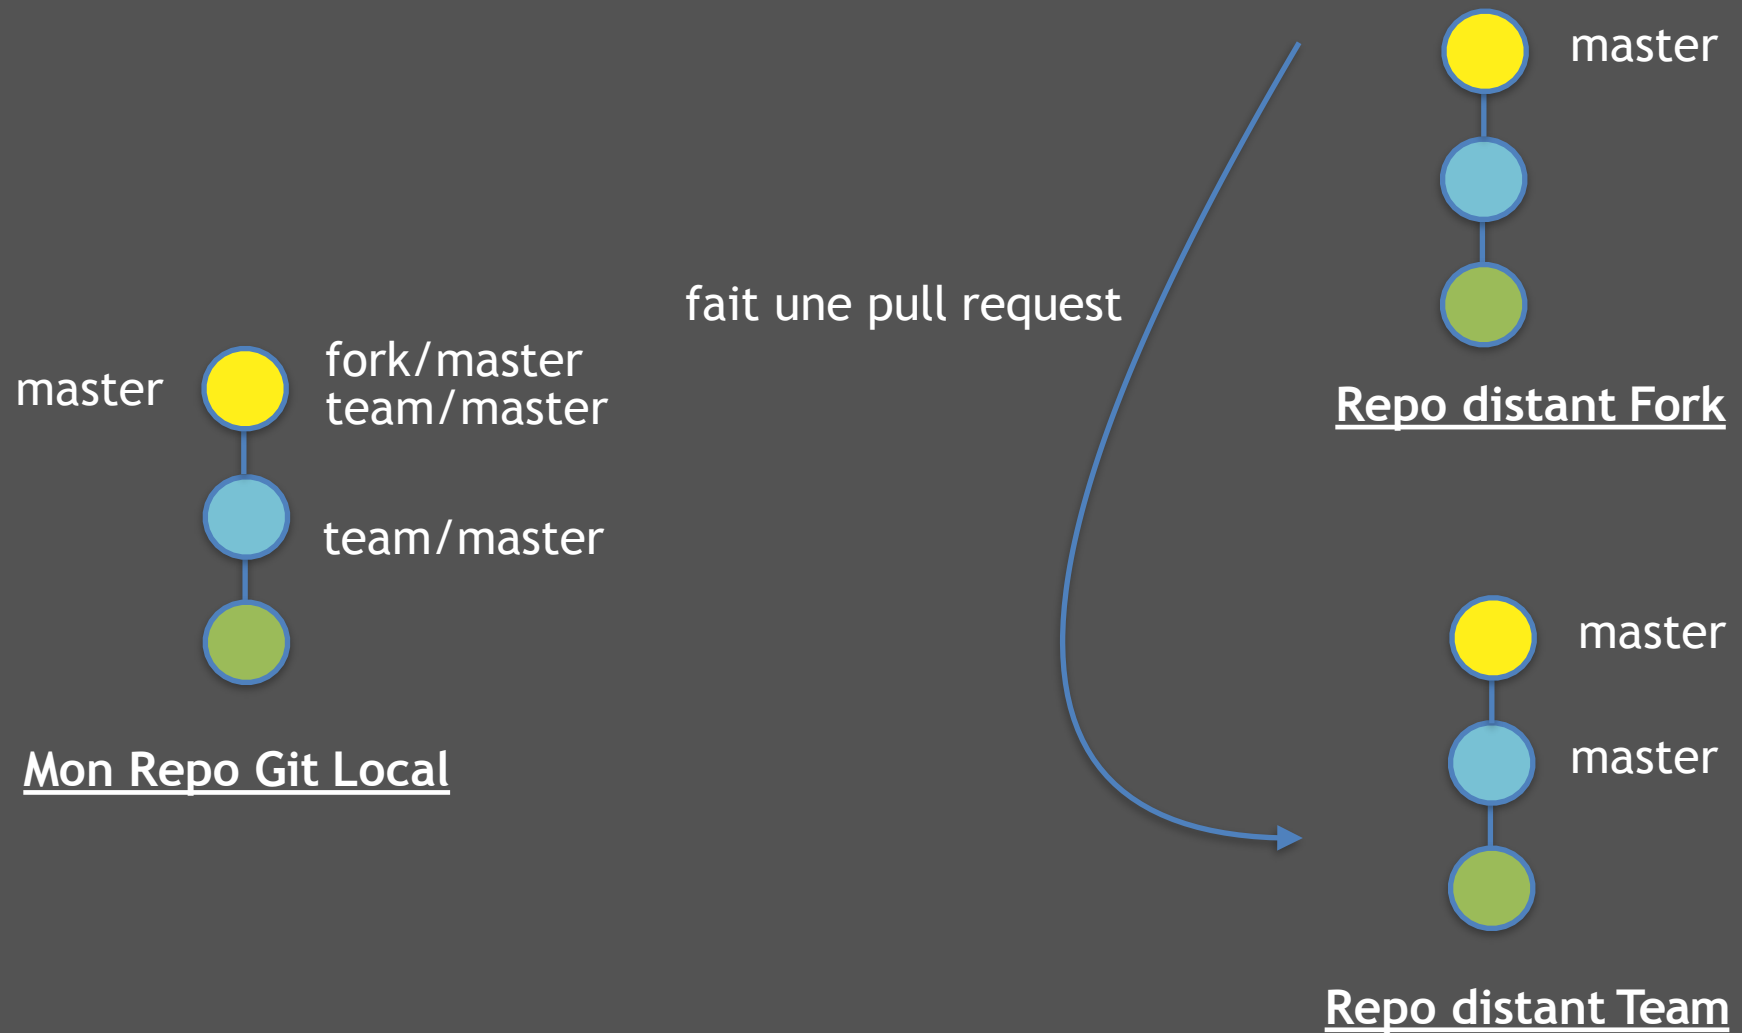 master
fait une pull request
fork/master
team/master
master
Repo distant Fork
team/master
master
master
Mon Repo Git Local
Repo distant Team